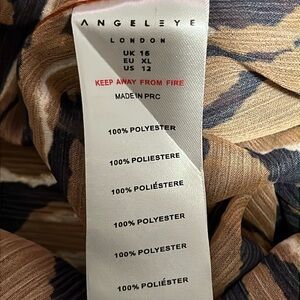 ANGELEYE
LONDON
UK 16
EU XL
US 12
KEEP AWAY FROM FIRE
MADE IN PRC
100% POLYESTER
100% POLIESTERE
100% POLIÉSTERE
100% POLYESTER
100% POLYESTER
100% POLIÉSTER